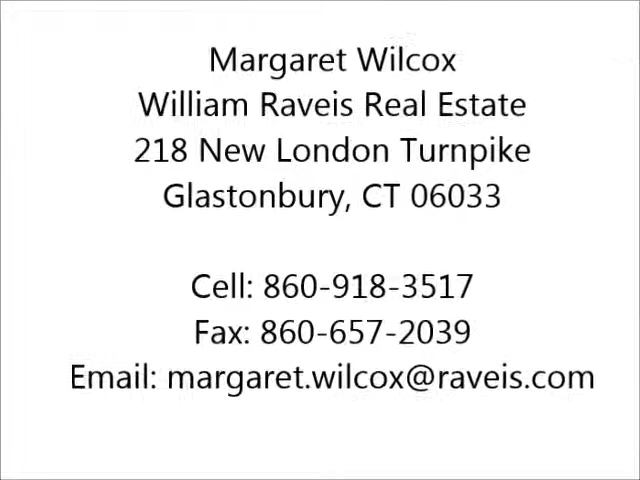 Margaret Wilcox
William Raveis Real Estate
218 New London Turnpike
Glastonbury, CT 06033
Cell: 860-918-3517
Fax: 860-657-2039
Email: margaret.wilcox@raveis.com